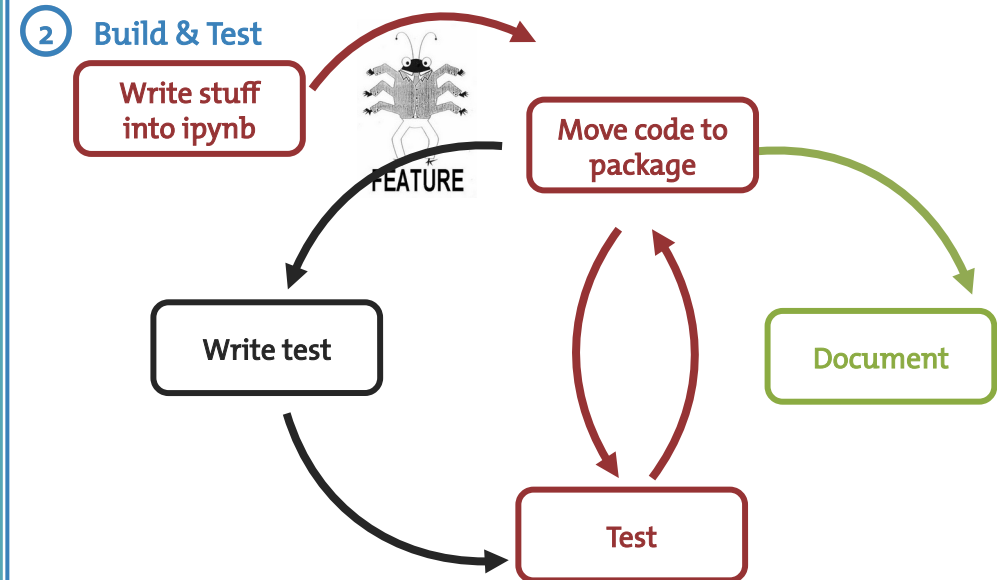 2
Build & Test
Write stuff
into ipynb
Move code to
package
FEATURE
Write test
Document
Test